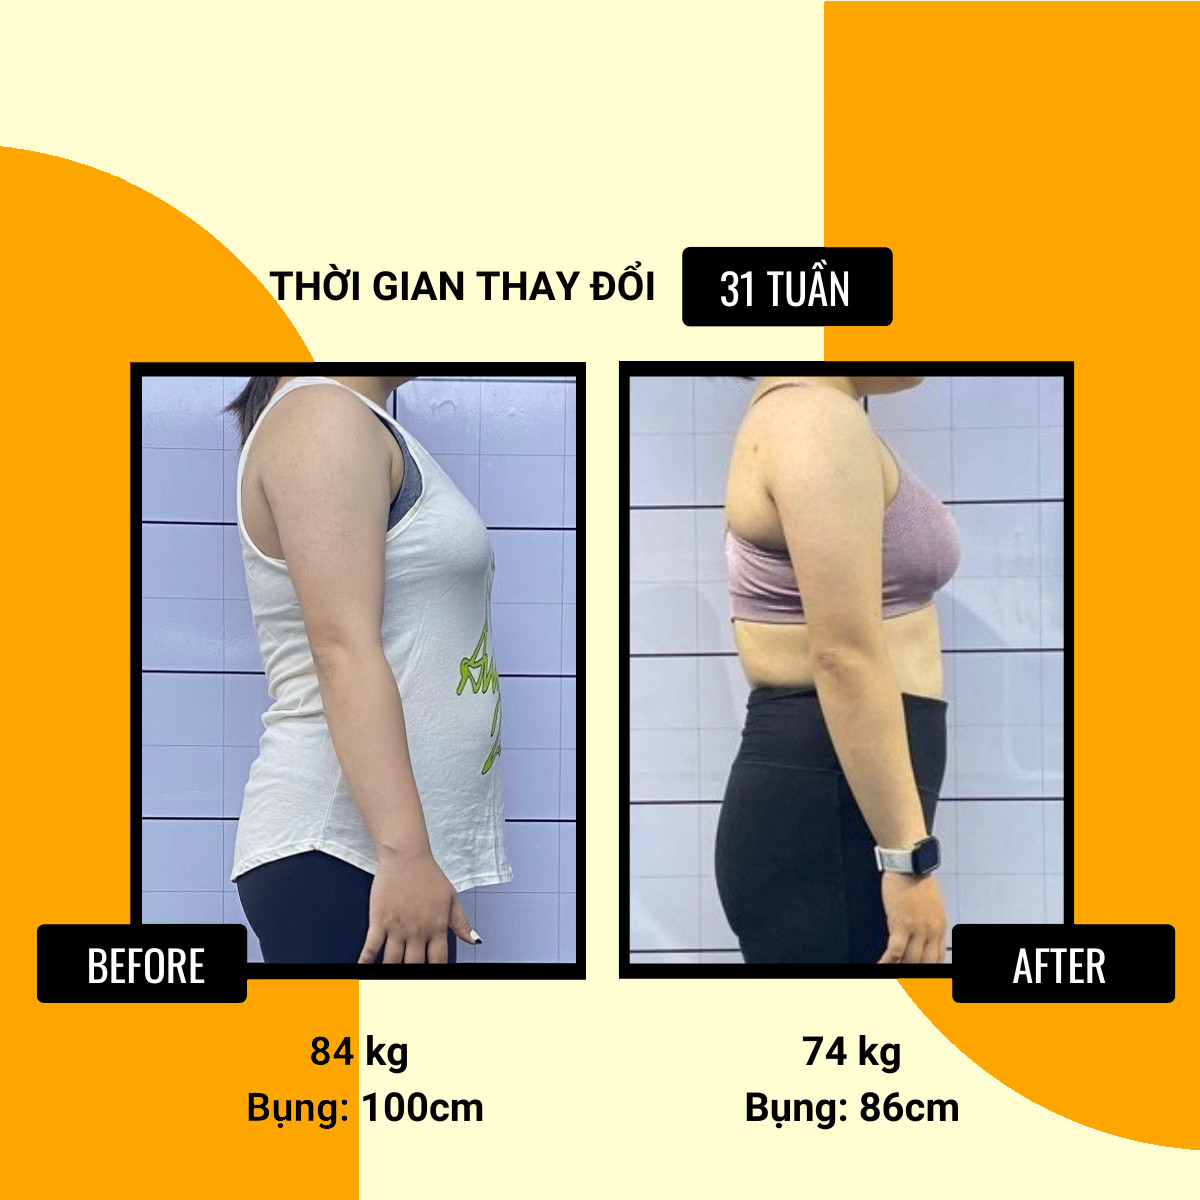 THỜI GIAN THAY ĐỔI 31 TUẦN
BEFORE
AFTER
84 kg
Bụng: 100cm
74 kg
Bụng: 86cm